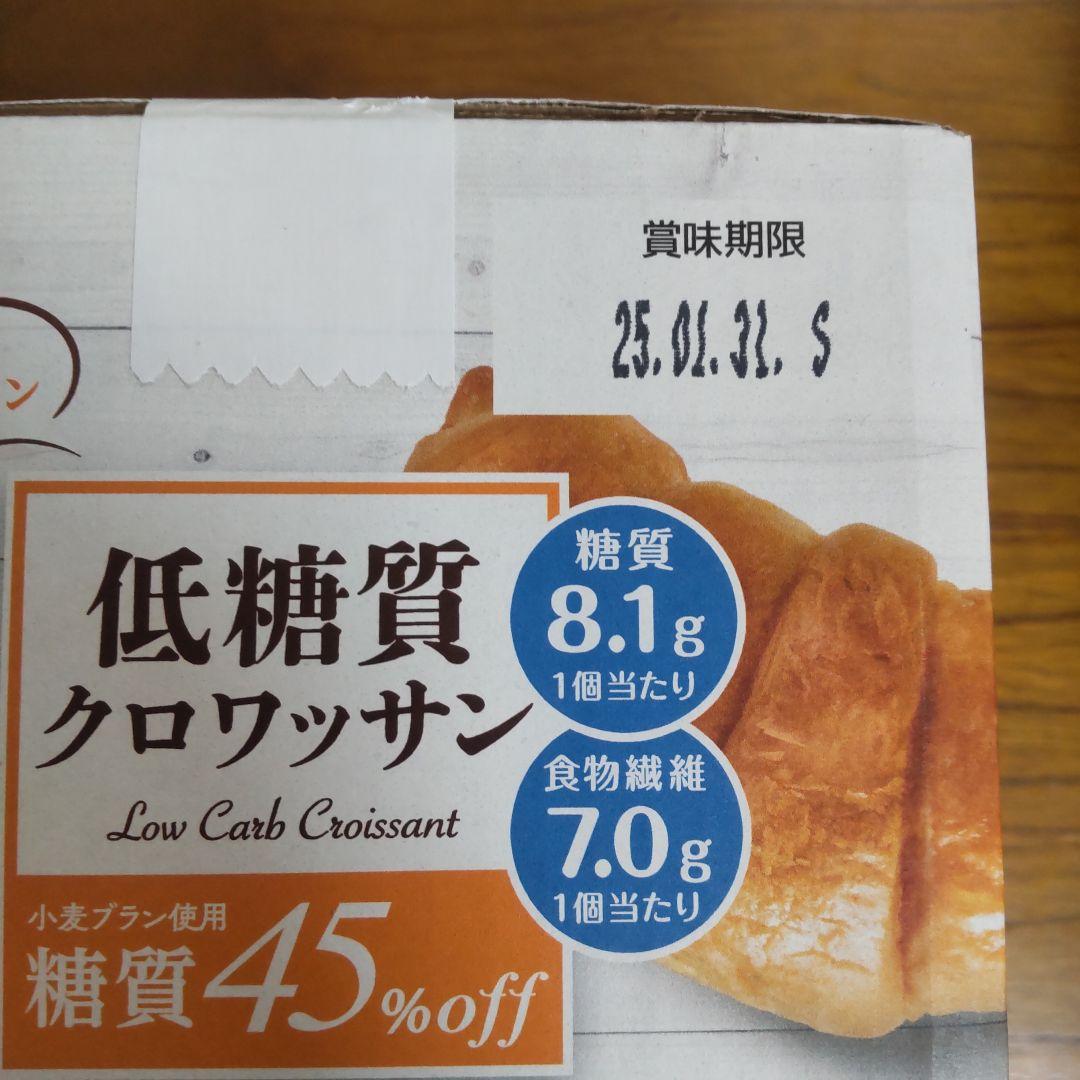 賞味期限
25.01.31. S
ン
低糖質
クロワッサン
Low Carb Croissant
糖質
8.1g
1個当たり
食物繊維
7.0g
1個当たり
小麦ブラン使用
糖質45%off